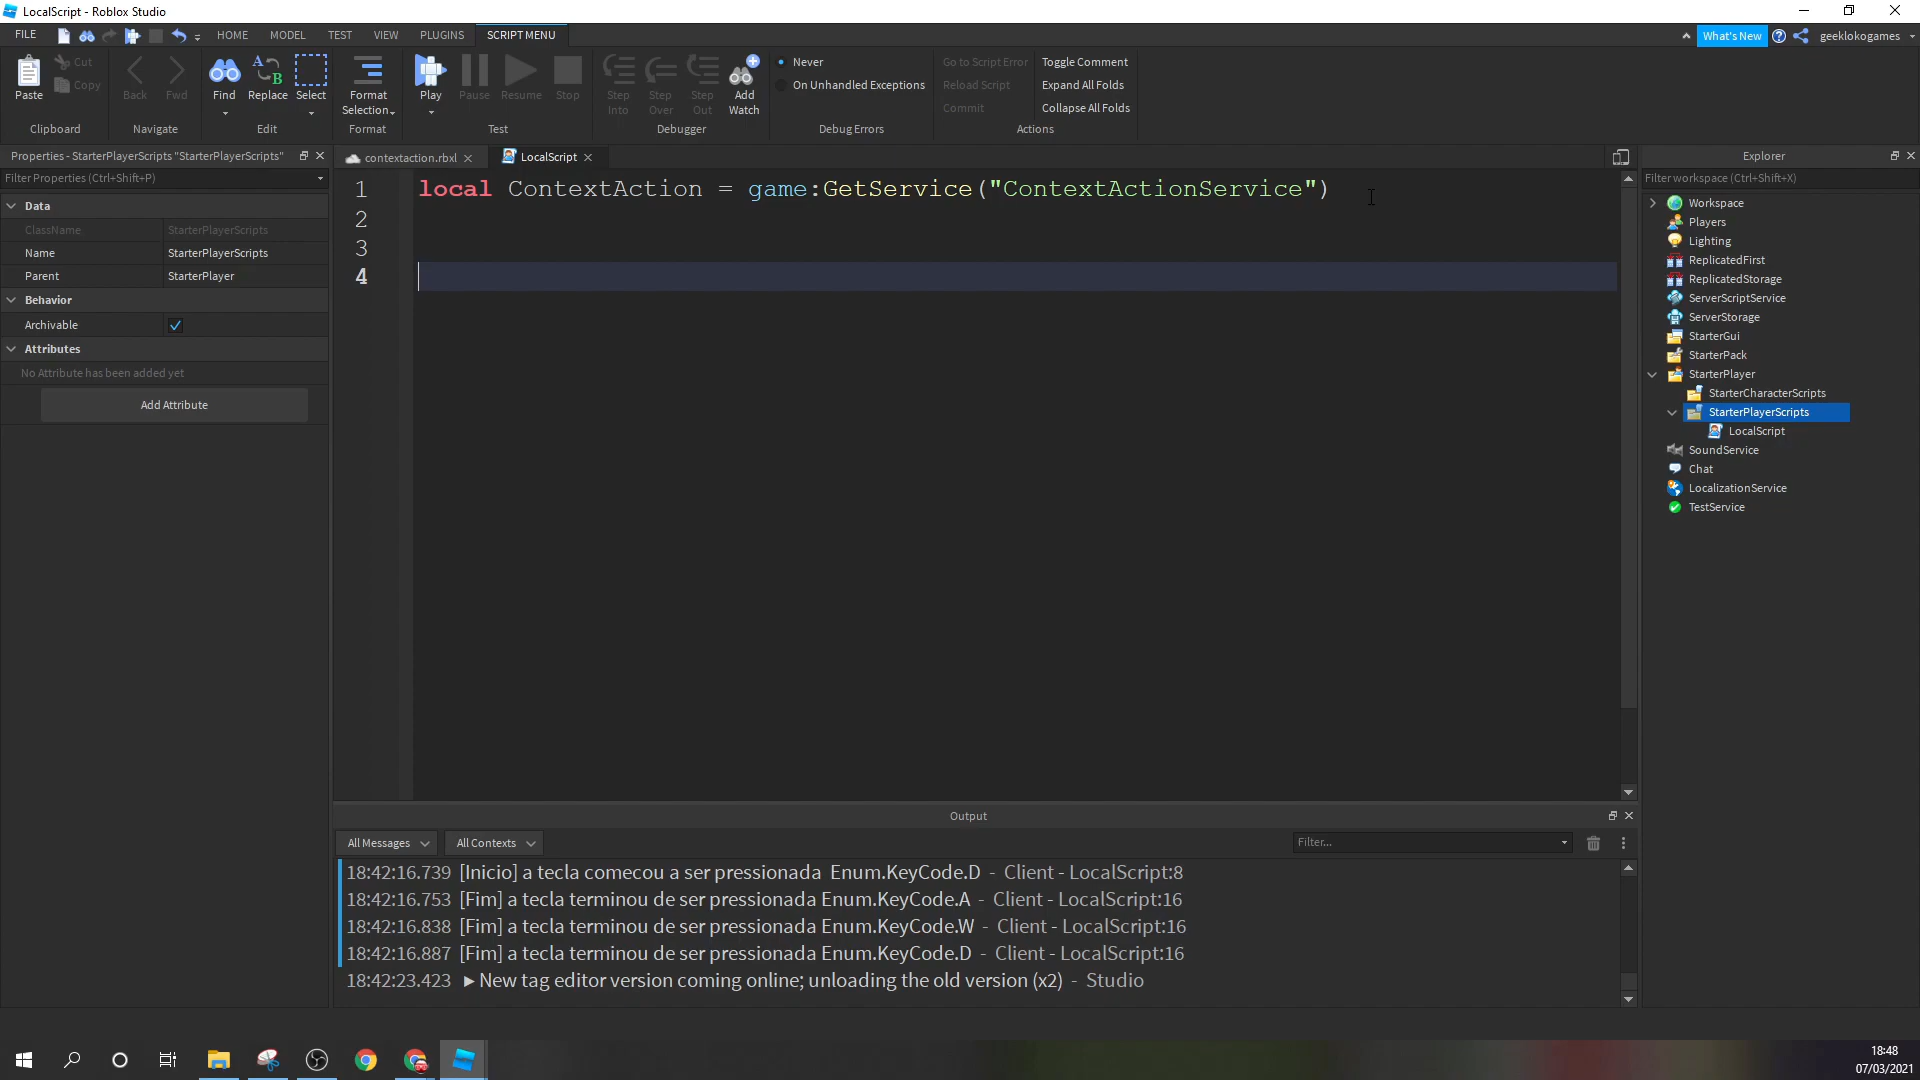 LocalScript - Roblox Studio
FILE HOME MODEL TEST VIEW PLUGINS SCRIPT MENU What's New geeklokogames
Paste Cut Copy Clipboard
Back Fwd Navigate
Find Replace Select Edit
Format Selection Format
Play Pause Resume Stop Test
Step Into Step Over Step Out Add Watch Debugger
Never
On Unhandled Exceptions
Debug Errors
Go to Script Error Toggle Comment
Reload Script Expand All Folds
Commit Collapse All Folds
Actions
Properties - StarterPlayerScripts "StarterPlayerScripts"
Filter Properties (Ctrl+Shift+P)
Data
ClassName StarterPlayerScripts
Name StarterPlayerScripts
Parent StarterPlayer
Behavior
Archivable
Attributes
No Attribute has been added yet
Add Attribute
contextaction.rbxl LocalScript
1 local ContextAction = game:GetService("ContextActionService")
2
3
4
Output
All Messages All Contexts Filter...
18:42:16.739 [Inicio] a tecla comecou a ser pressionada Enum.KeyCode.D - Client - LocalScript:8
18:42:16.753 [Fim] a tecla terminou de ser pressionada Enum.KeyCode.A - Client - LocalScript:16
18:42:16.838 [Fim] a tecla terminou de ser pressionada Enum.KeyCode.W - Client - LocalScript:16
18:42:16.887 [Fim] a tecla terminou de ser pressionada Enum.KeyCode.D - Client - LocalScript:16
18:42:23.423 ▶ New tag editor version coming online; unloading the old version (x2) - Studio
Explorer
Filter workspace (Ctrl+Shift+X)
Workspace
Players
Lighting
ReplicatedFirst
ReplicatedStorage
ServerScriptService
ServerStorage
StarterGui
StarterPack
StarterPlayer
StarterCharacterScripts
StarterPlayerScripts
LocalScript
SoundService
Chat
LocalizationService
TestService
18:48
07/03/2021